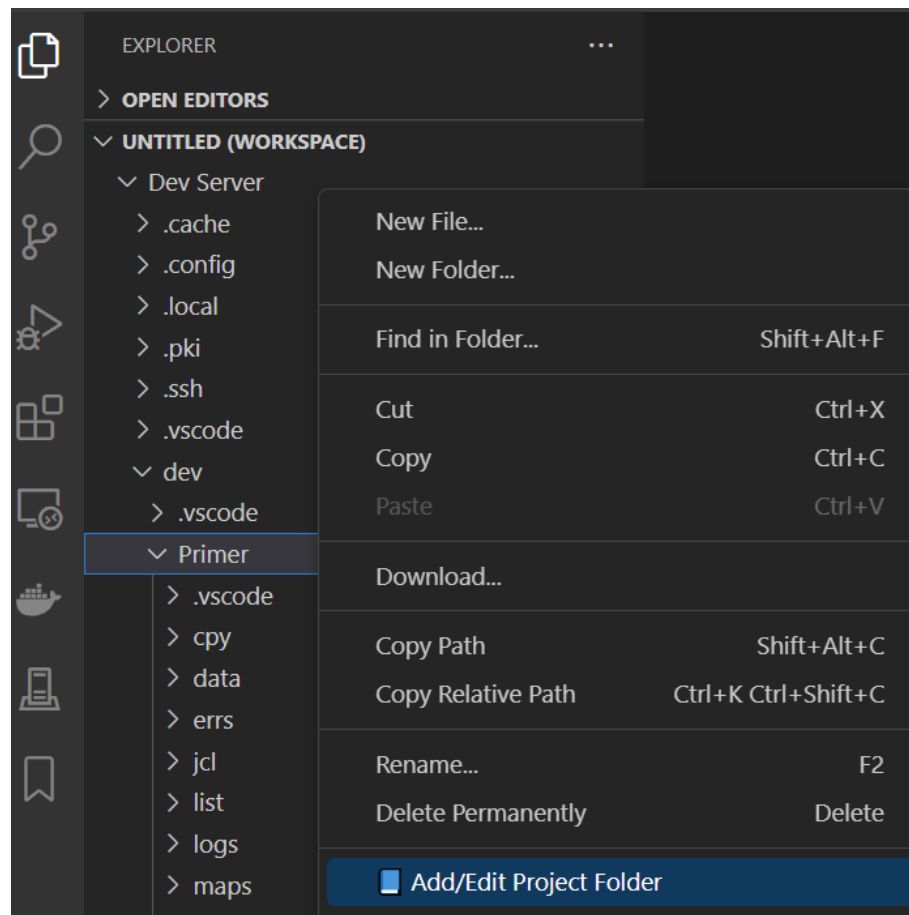 EXPLORER
OPEN EDITORS
UNTITLED (WORKSPACE)
Dev Server
.cache
.config
.local
.pki
.ssh
.vscode
dev
.vscode
Primer
.vscode
cpy
data
errs
jcl
list
logs
maps
New File...
New Folder...
Find in Folder... Shift+Alt+F
Cut Ctrl+X
Copy Ctrl+C
Paste Ctrl+V
Download...
Copy Path Shift+Alt+C
Copy Relative Path Ctrl+K Ctrl+Shift+C
Rename... F2
Delete Permanently Delete
Add/Edit Project Folder